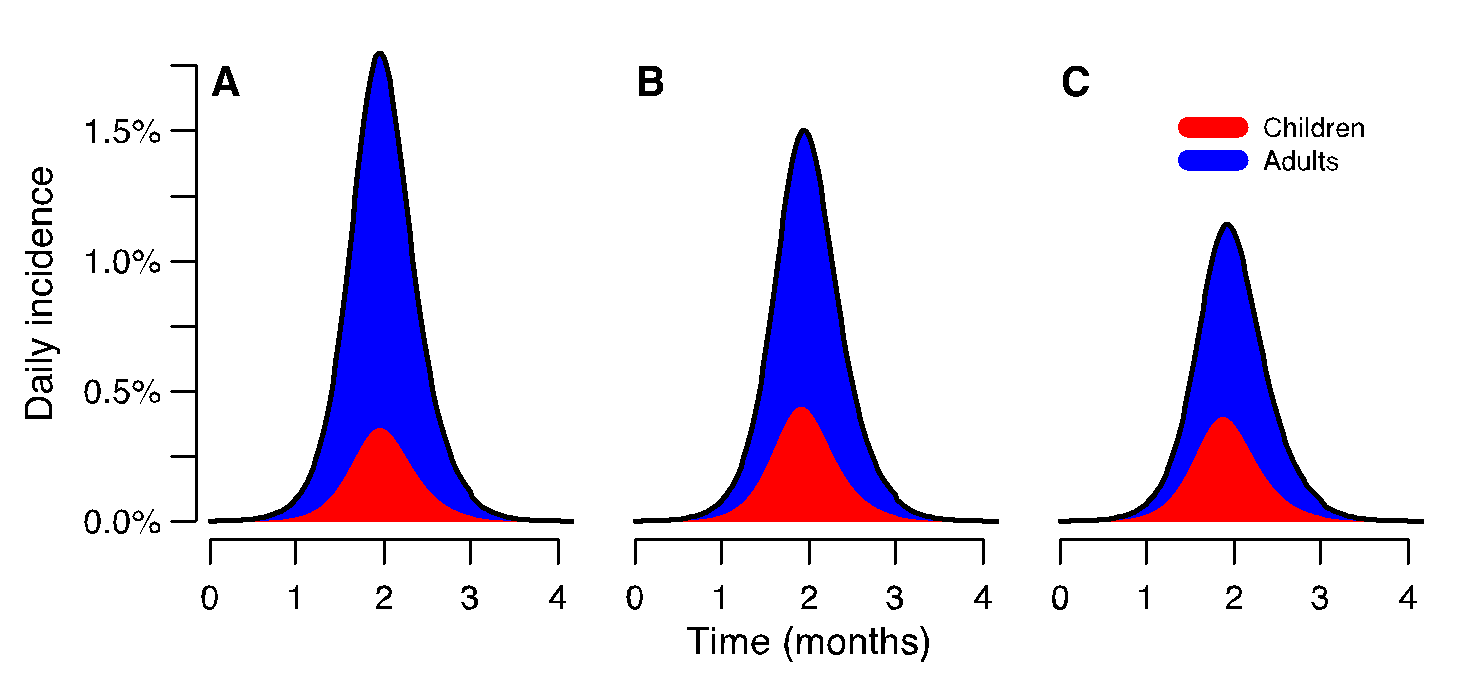 A
B
C
Children
Adults
Daily incidence
1.5%
1.0%
0.5%
0.0%
0 1 2 3 4
0 1 2 3 4
0 1 2 3 4
Time (months)